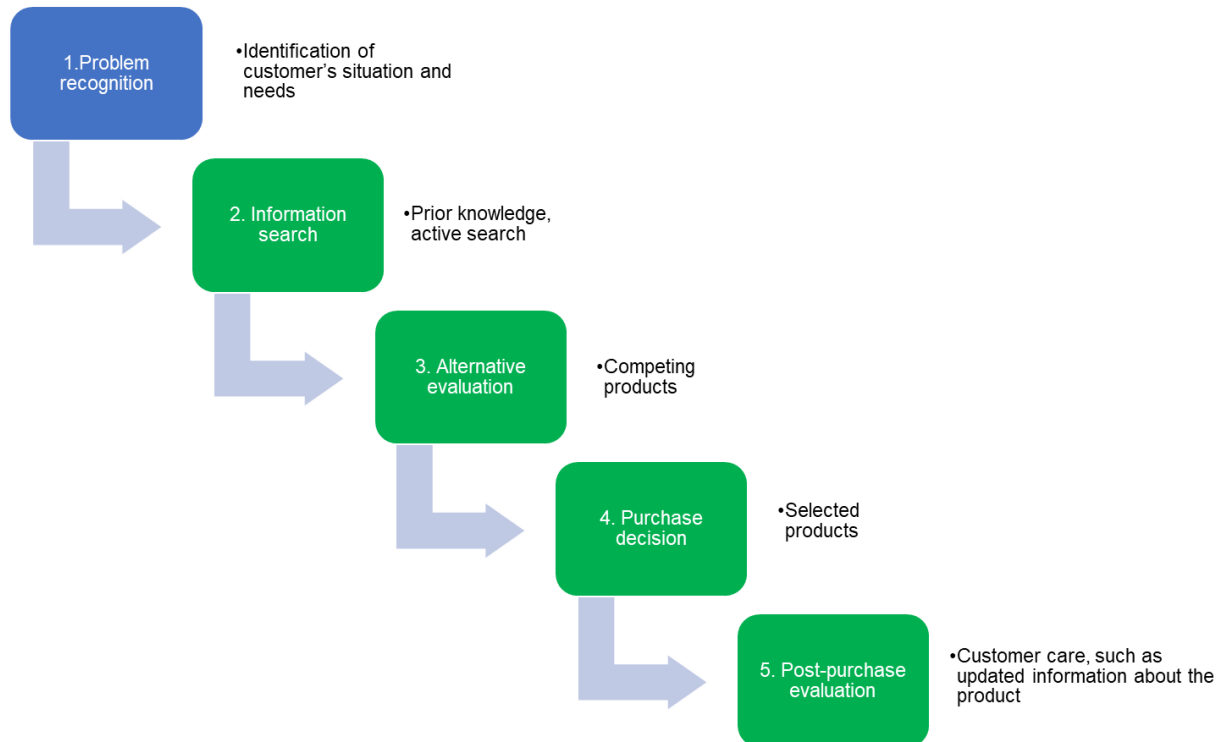 1.Problem
recognition
•Identification of
customer’s situation and
needs
2. Information
search
•Prior knowledge,
active search
3. Alternative
evaluation
•Competing
products
4. Purchase
decision
•Selected
products
5. Post-purchase
evaluation
•Customer care, such as
updated information about the
product